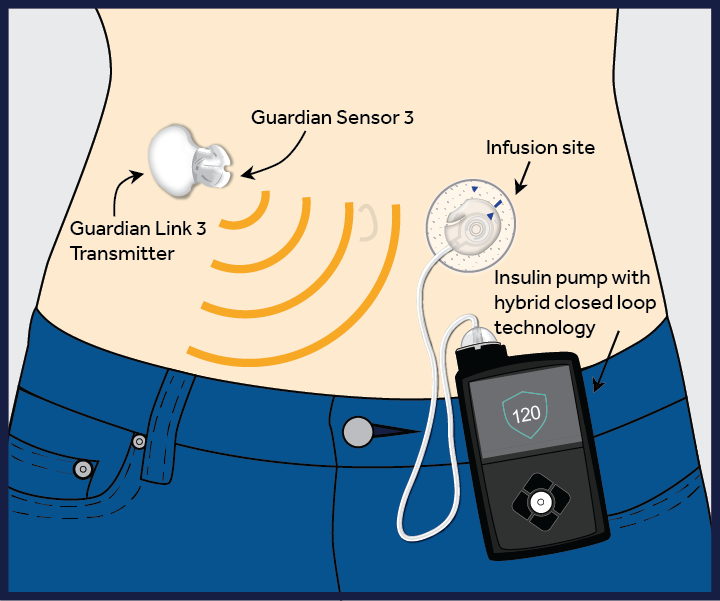 Guardian Sensor 3
Infusion site
Guardian Link 3
Transmitter
Insulin pump with
hybrid closed loop
technology
120